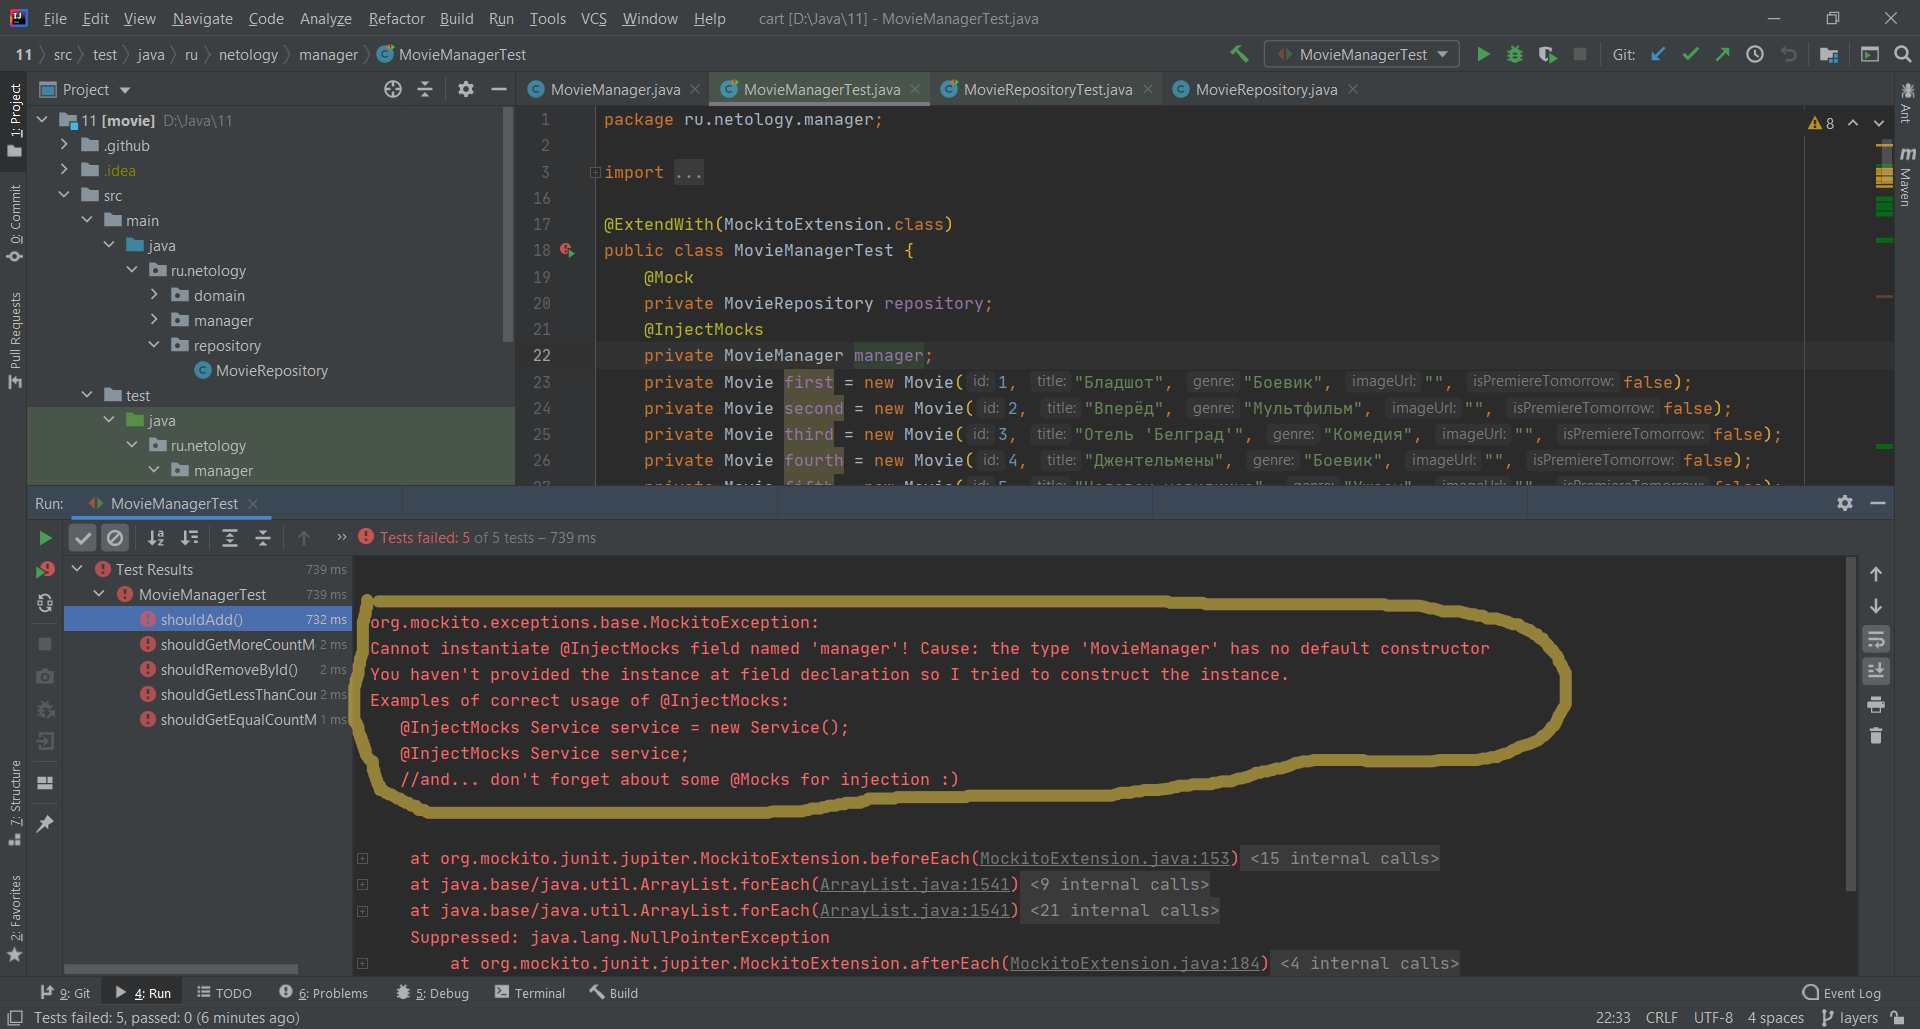 File Edit View Navigate Code Analyze Refactor Build Run Tools VCS Window Help cart [D:\Java\11] - MovieManagerTest.java
11 src test java ru netology manager MovieManagerTest MovieManagerTest Git:
Project MovieManager.java MovieManagerTest.java MovieRepositoryTest.java MovieRepository.java
1: Project
0: Commit
Pull Requests
7: Structure
2: Favorites
Ant
Maven
11 [movie] D:\Java\11
.github
.idea
src
main
java
ru.netology
domain
manager
repository
MovieRepository
test
java
ru.netology
manager
8
1 package ru.netology.manager;
2
3 import ...
16
17 @ExtendWith(MockitoExtension.class)
18 public class MovieManagerTest {
19 @Mock
20 private MovieRepository repository;
21 @InjectMocks
22 private MovieManager manager;
23 private Movie first = new Movie( id: 1, title: "Бладшот", genre: "Боевик", imageUrl: "", isPremiereTomorrow: false);
24 private Movie second = new Movie( id: 2, title: "Вперёд", genre: "Мультфильм", imageUrl: "", isPremiereTomorrow: false);
25 private Movie third = new Movie( id: 3, title: "Отель 'Белград'", genre: "Комедия", imageUrl: "", isPremiereTomorrow: false);
26 private Movie fourth = new Movie( id: 4, title: "Джентельмены", genre: "Боевик", imageUrl: "", isPremiereTomorrow: false);
Run: MovieManagerTest
Tests failed: 5 of 5 tests – 739 ms
Test Results 739 ms
MovieManagerTest 739 ms
shouldAdd() 732 ms
shouldGetMoreCountM 2 ms
shouldRemoveById() 2 ms
shouldGetLessThanCour 2 ms
shouldGetEqualCountM 1 ms
org.mockito.exceptions.base.MockitoException:
Cannot instantiate @InjectMocks field named 'manager'! Cause: the type 'MovieManager' has no default constructor
You haven't provided the instance at field declaration so I tried to construct the instance.
Examples of correct usage of @InjectMocks:
@InjectMocks Service service = new Service();
@InjectMocks Service service;
//and... don't forget about some @Mocks for injection :)
at org.mockito.junit.jupiter.MockitoExtension.beforeEach(MockitoExtension.java:153) <15 internal calls>
at java.base/java.util.ArrayList.forEach(ArrayList.java:1541) <9 internal calls>
at java.base/java.util.ArrayList.forEach(ArrayList.java:1541) <21 internal calls>
Suppressed: java.lang.NullPointerException
at org.mockito.junit.jupiter.MockitoExtension.afterEach(MockitoExtension.java:184) <4 internal calls>
9: Git 4: Run TODO 6: Problems 5: Debug Terminal Build Event Log
Tests failed: 5, passed: 0 (6 minutes ago) 22:33 CRLF UTF-8 4 spaces layers